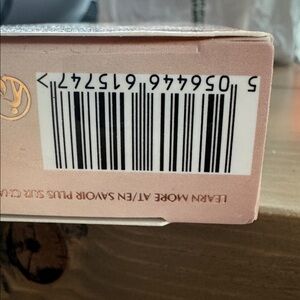 LEARN MORE AT/EN SAVOIR PLUS SUR
5 056446 615747 >